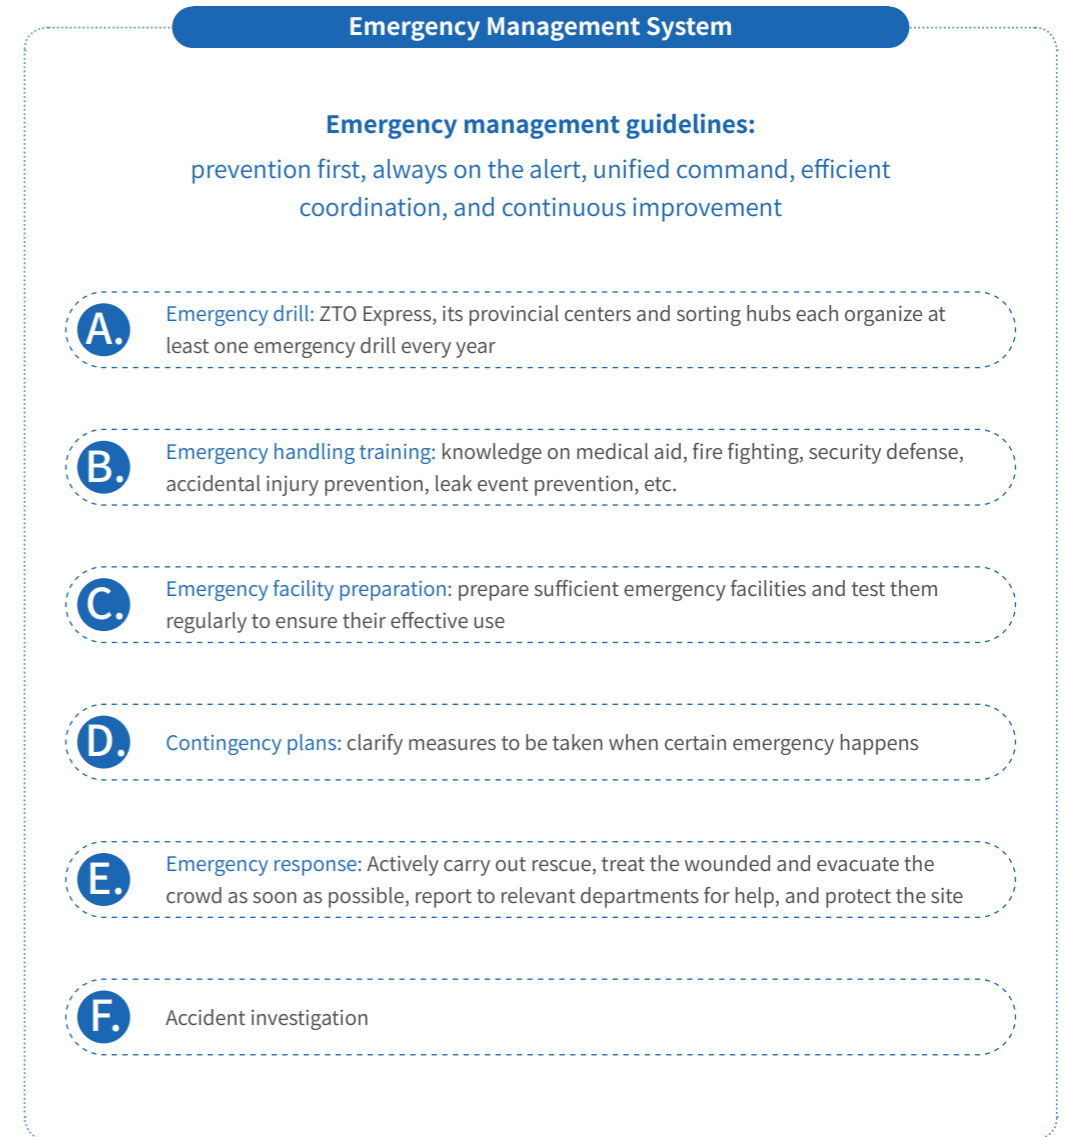 Emergency Management System
Emergency management guidelines:
prevention first, always on the alert, unified command, efficient
coordination, and continuous improvement
A.
Emergency drill: ZTO Express, its provincial centers and sorting hubs each organize at
least one emergency drill every year
B.
Emergency handling training: knowledge on medical aid, fire fighting, security defense,
accidental injury prevention, leak event prevention, etc.
C.
Emergency facility preparation: prepare sufficient emergency facilities and test them
regularly to ensure their effective use
D.
Contingency plans: clarify measures to be taken when certain emergency happens
E.
Emergency response: Actively carry out rescue, treat the wounded and evacuate the
crowd as soon as possible, report to relevant departments for help, and protect the site
F.
Accident investigation